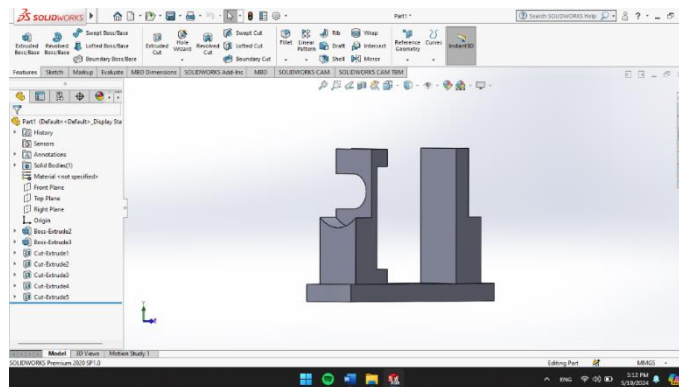 SOLIDWORKS
Part1 *
Search SOLIDWORKS Help
Extruded Boss/Base
Revolved Boss/Base
Swept Boss/Base
Lofted Boss/Base
Boundary Boss/Base
Extruded Cut
Hole Wizard
Revolved Cut
Swept Cut
Lofted Cut
Boundary Cut
Fillet
Linear Pattern
Rib
Draft
Shell
Wrap
Intersect
Mirror
Reference Geometry
Curves
Instant3D
Features
Sketch
Markup
Evaluate
MBD Dimensions
SOLIDWORKS Add-Ins
MBD
SOLIDWORKS CAM
SOLIDWORKS CAM TBM
Part1 (Default<<Default>_Display Sta
History
Sensors
Annotations
Solid Bodies(1)
Material <not specified>
Front Plane
Top Plane
Right Plane
Origin
Boss-Extrude2
Boss-Extrude3
Cut-Extrude1
Cut-Extrude2
Cut-Extrude3
Cut-Extrude4
Cut-Extrude5
Model
3D Views
Motion Study 1
SOLIDWORKS Premium 2020 SP1.0
Editing Part
MMGS
ENG
5:12 PM
5/19/2024